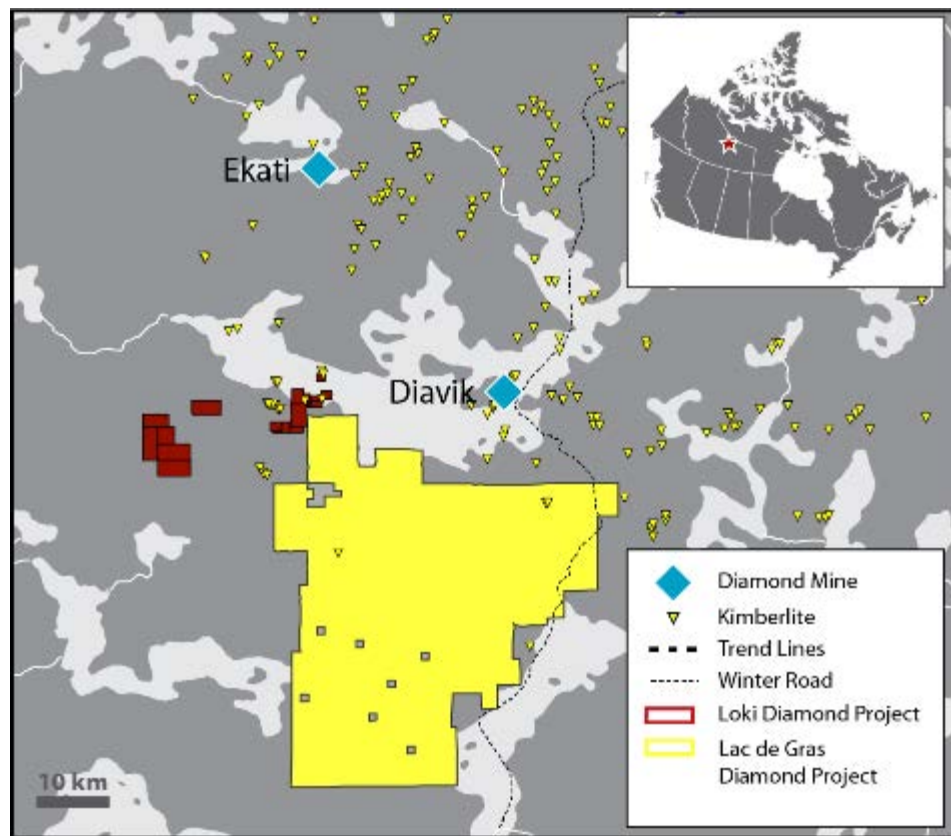 Ekati
Diavik
Diamond Mine
Kimberlite
Trend Lines
Winter Road
Loki Diamond Project
Lac de Gras
Diamond Project
10 km